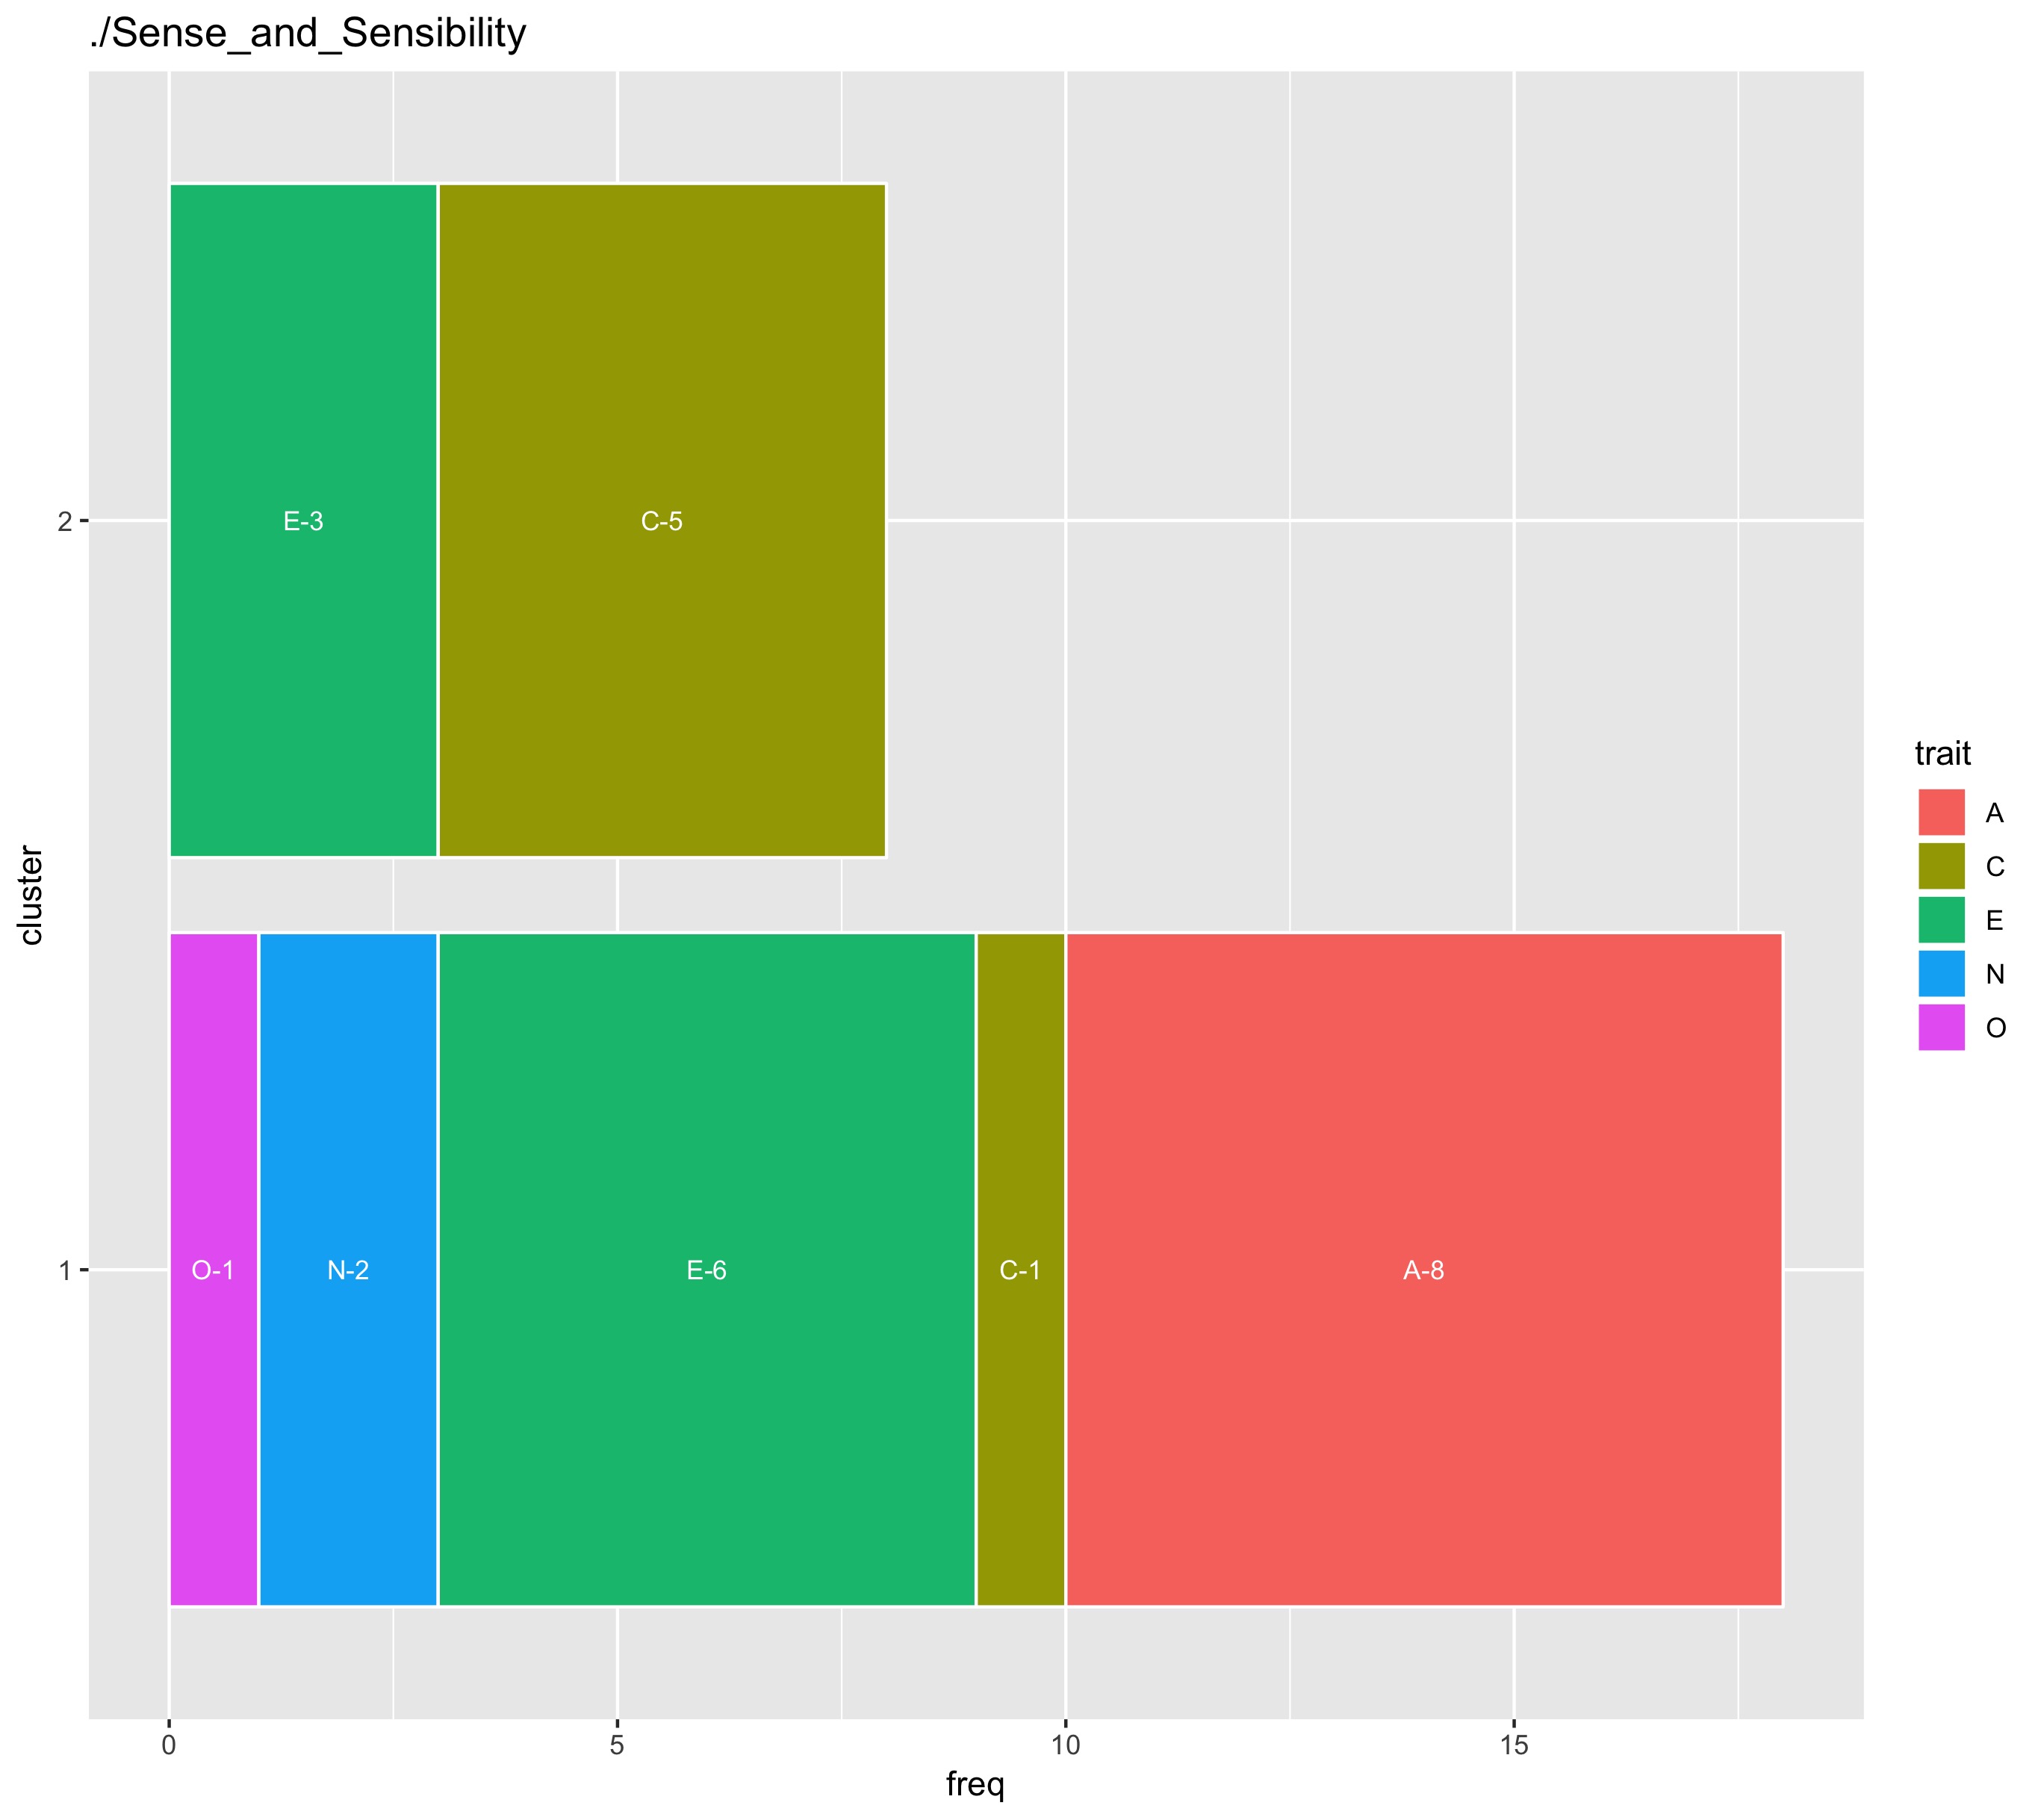 ./Sense_and_Sensibility
cluster
2
E-3
C-5
1
O-1
N-2
E-6
C-1
A-8
0
5
10
15
freq
trait
A
C
E
N
O